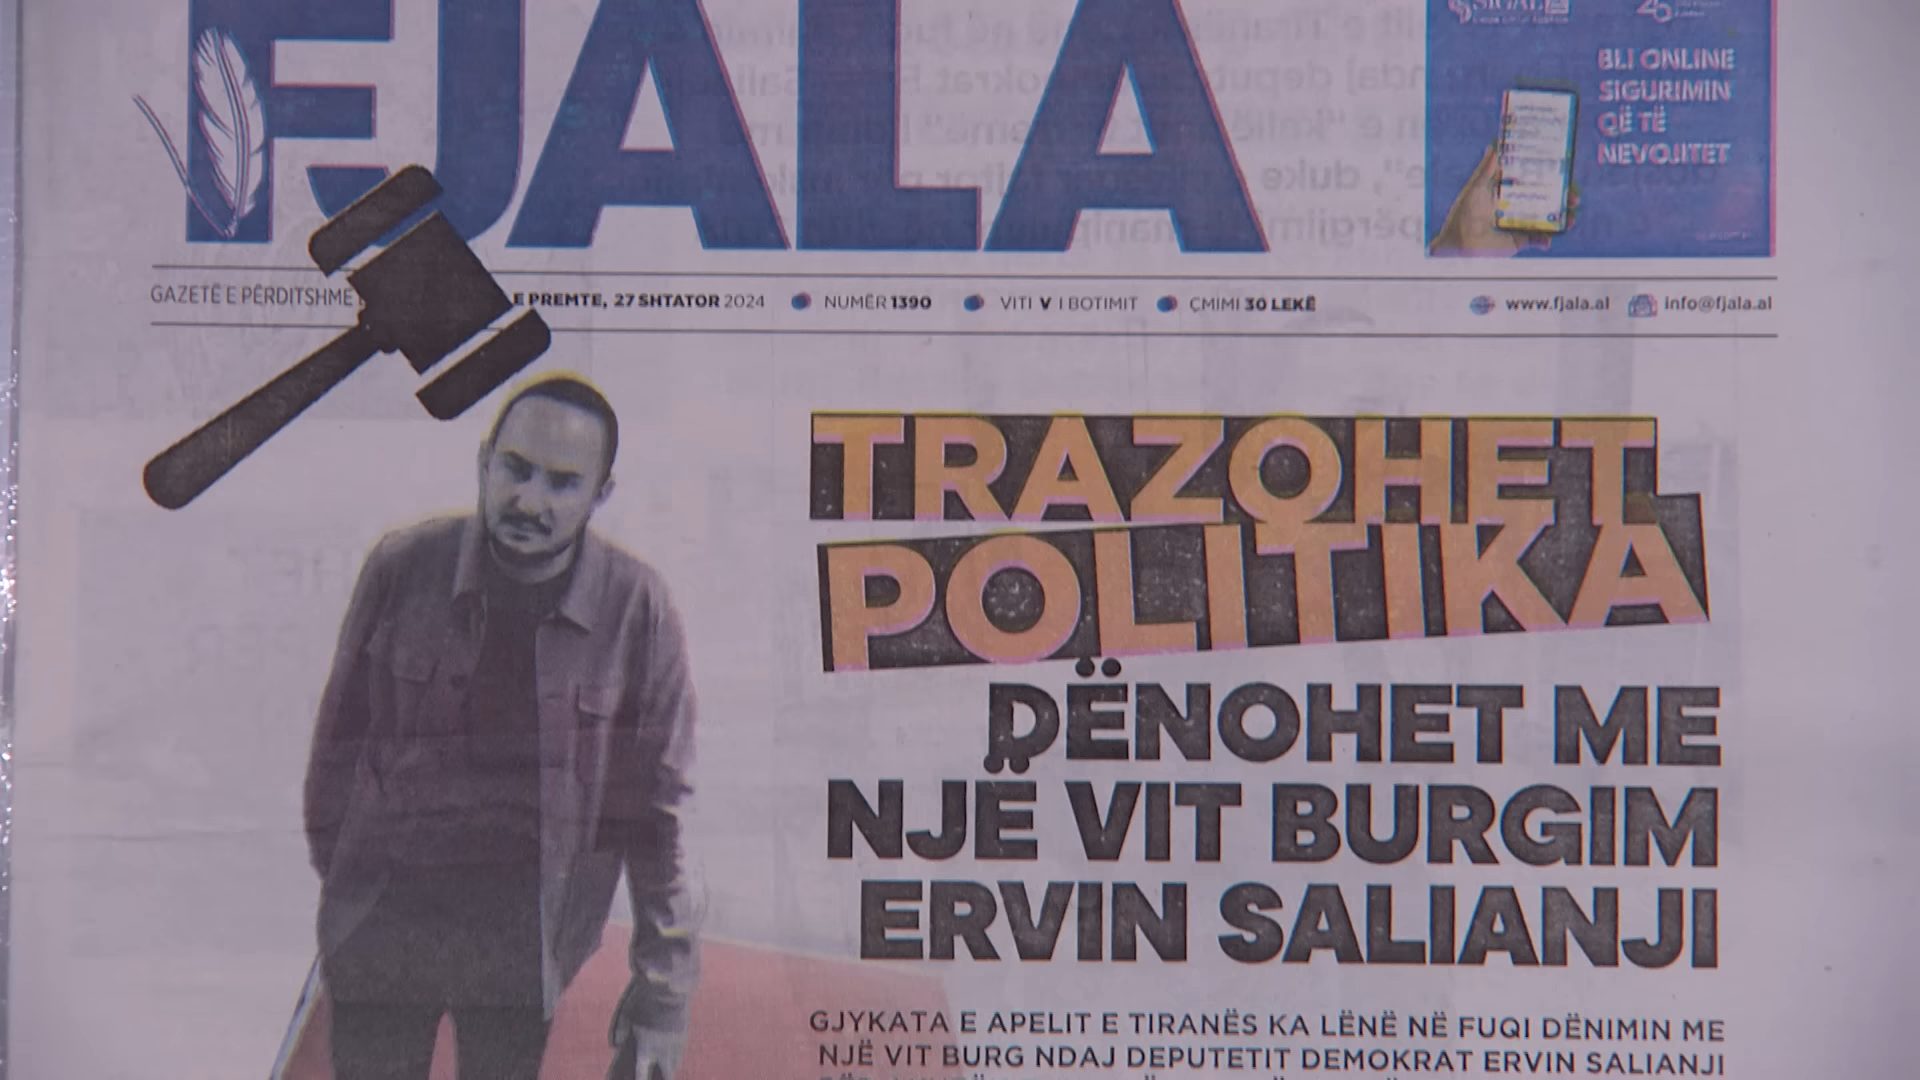 FJALA
SIGAL
BLI ONLINE
SIGURIMIN
QË TË
NEVOJITET
GAZETË E PËRDITSHME
E PREMTE, 27 SHTATOR 2024
NUMËR 1390
VITI V I BOTIMIT
ÇMIMI 30 LEKË
www.fjala.al
info@fjala.al
TRAZOHET
POLITIKA
DËNOHET ME
NJË VIT BURGIM
ERVIN SALIANJI
GJYKATA E APELIT E TIRANËS KA LËNË NË FUQI DËNIMIN ME
NJË VIT BURG NDAJ DEPUTETIT DEMOKRAT ERVIN SALIANJI